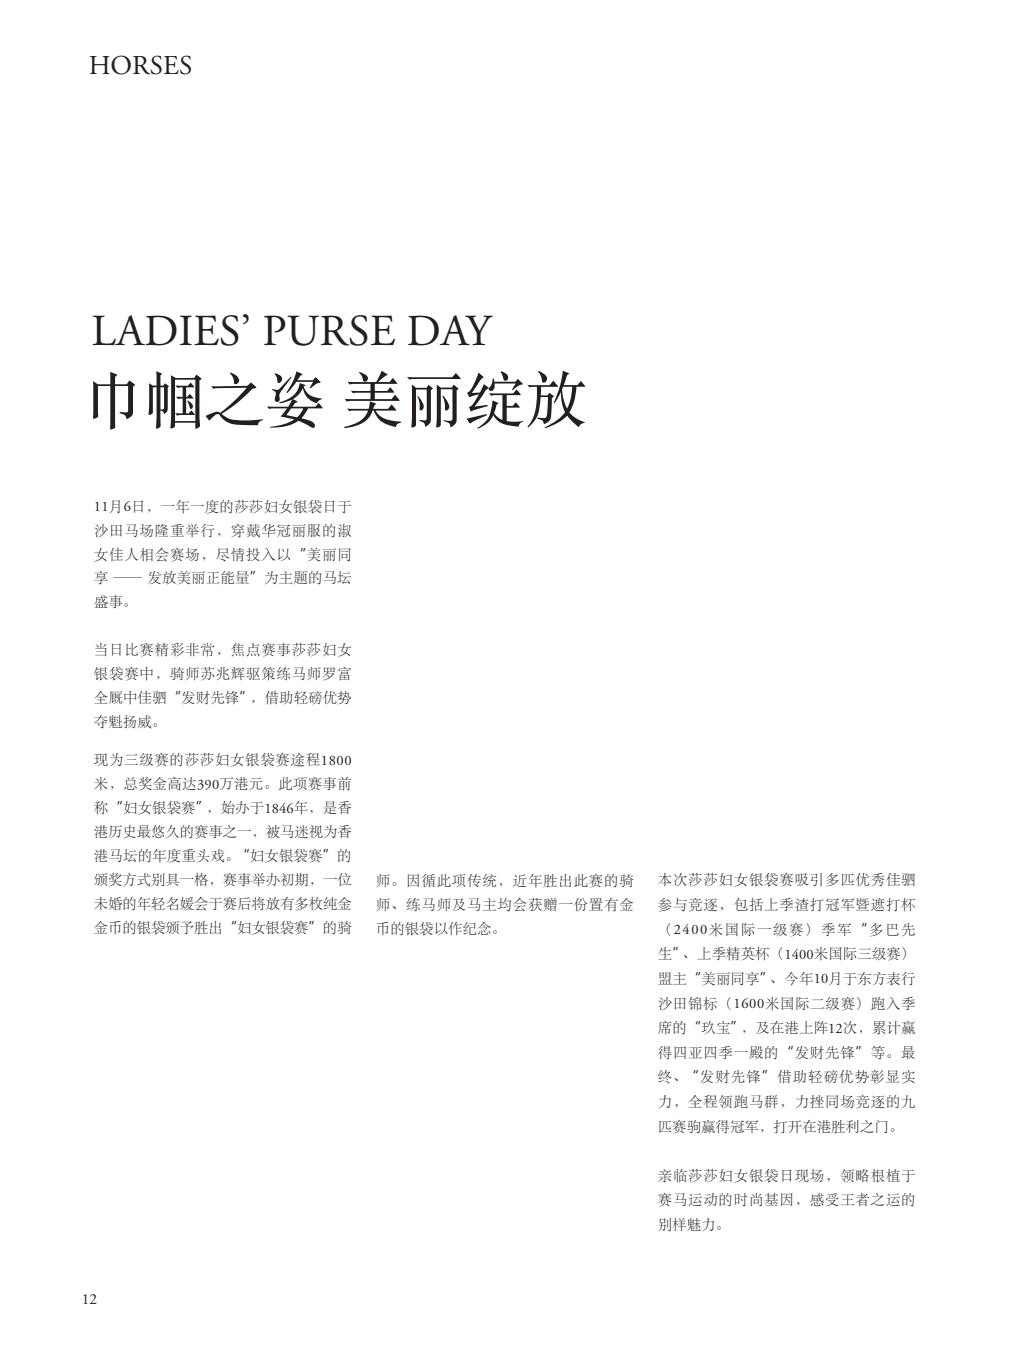 HORSES
LADIES’ PURSE DAY
巾帼之姿 美丽绽放
11月6日，一年一度的莎莎妇女银袋日于
沙田马场隆重举行，穿戴华冠丽服的淑
女佳人相会赛场，尽情投入以“美丽同
享 —— 发放美丽正能量”为主题的马坛
盛事。
当日比赛精彩非常，焦点赛事莎莎妇女
银袋赛中，骑师苏兆辉驱策练马师罗富
全厩中佳驷“发财先锋”，借助轻磅优势
夺魁扬威。
现为三级赛的莎莎妇女银袋赛途程1800
米，总奖金高达390万港元。此项赛事前
称“妇女银袋赛”，始办于1846年，是香
港历史最悠久的赛事之一，被马迷视为香
港马坛的年度重头戏。“妇女银袋赛”的
颁奖方式别具一格，赛事举办初期，一位
未婚的年轻名媛会于赛后将放有多枚纯金
金币的银袋颁予胜出“妇女银袋赛”的骑
师。因循此项传统，近年胜出此赛的骑
师、练马师及马主均会获赠一份置有金
币的银袋以作纪念。
本次莎莎妇女银袋赛吸引多匹优秀佳驷
参与竞逐，包括上季渣打冠军暨遮打杯
（2400米国际一级赛）季军“多巴先
生”、上季精英杯（1400米国际三级赛）
盟主“美丽同享”、今年10月于东方表行
沙田锦标（1600米国际二级赛）跑入季
席的“玖宝”，及在港上阵12次，累计赢
得四亚四季一殿的“发财先锋”等。最
终、“发财先锋”借助轻磅优势彰显实
力，全程领跑马群，力挫同场竞逐的九
匹赛驹赢得冠军，打开在港胜利之门。
亲临莎莎妇女银袋日现场，领略根植于
赛马运动的时尚基因，感受王者之运的
别样魅力。
12